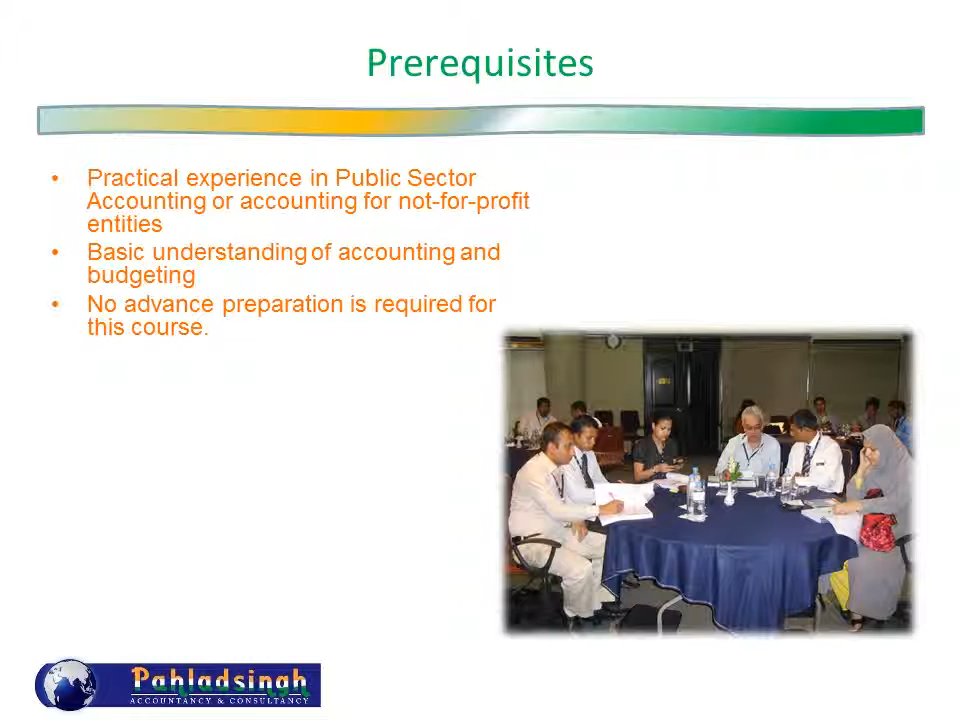 Prerequisites
• Practical experience in Public Sector
Accounting or accounting for not-for-profit
entities
• Basic understanding of accounting and
budgeting
• No advance preparation is required for
this course.
Pahladsingh
ACCOUNTANCY & CONSULTANCY